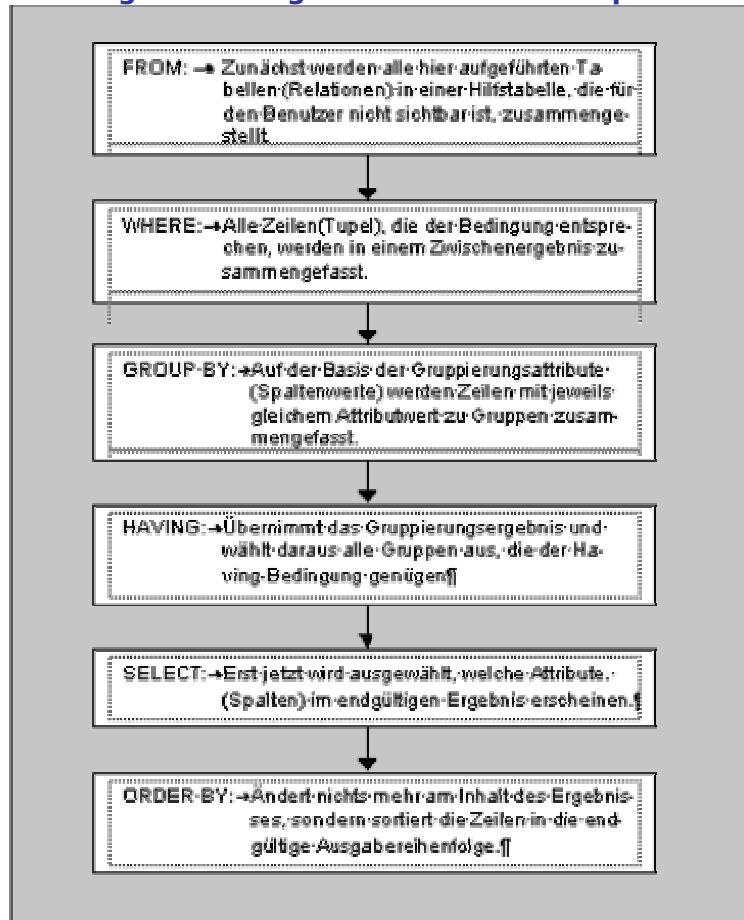 FROM: → Zunächst·werden·alle·hier·aufgeführten·Ta-
bellen·(Relationen)·in·einer·Hilfstabelle,·die·für·
den·Benutzer·nicht·sichtbar·ist,·zusammenge-
stellt
WHERE:→Alle·Zeilen(Tupel),·die·der·Bedingung·entspre-
chen,·werden·in·einem·Zwischenergebnis·zu-
sammengefasst.
GROUP·BY:→Auf·der·Basis·der·Gruppierungsattribute·
(Spaltenwerte)·werden·Zeilen·mit·jeweils·
gleichem·Attributwert·zu·Gruppen·zusam-
mengefasst.
HAVING:→Übernimmt·das·Gruppierungsergebnis·und·
wählt·daraus·alle·Gruppen·aus,·die·der·Ha-
ving-Bedingung·genügen¶
SELECT:→Erst·jetzt·wird·ausgewählt,·welche·Attribute.·
(Spalten)·im·endgültigen·Ergebnis·erscheinen.¶
ORDER·BY:→Ändert·nichts·mehr·am·Inhalt·des·Ergebnis-
ses,·sondern·sortiert·die·Zeilen·in·die·end-
gültige·Ausgabereihenfolge.¶